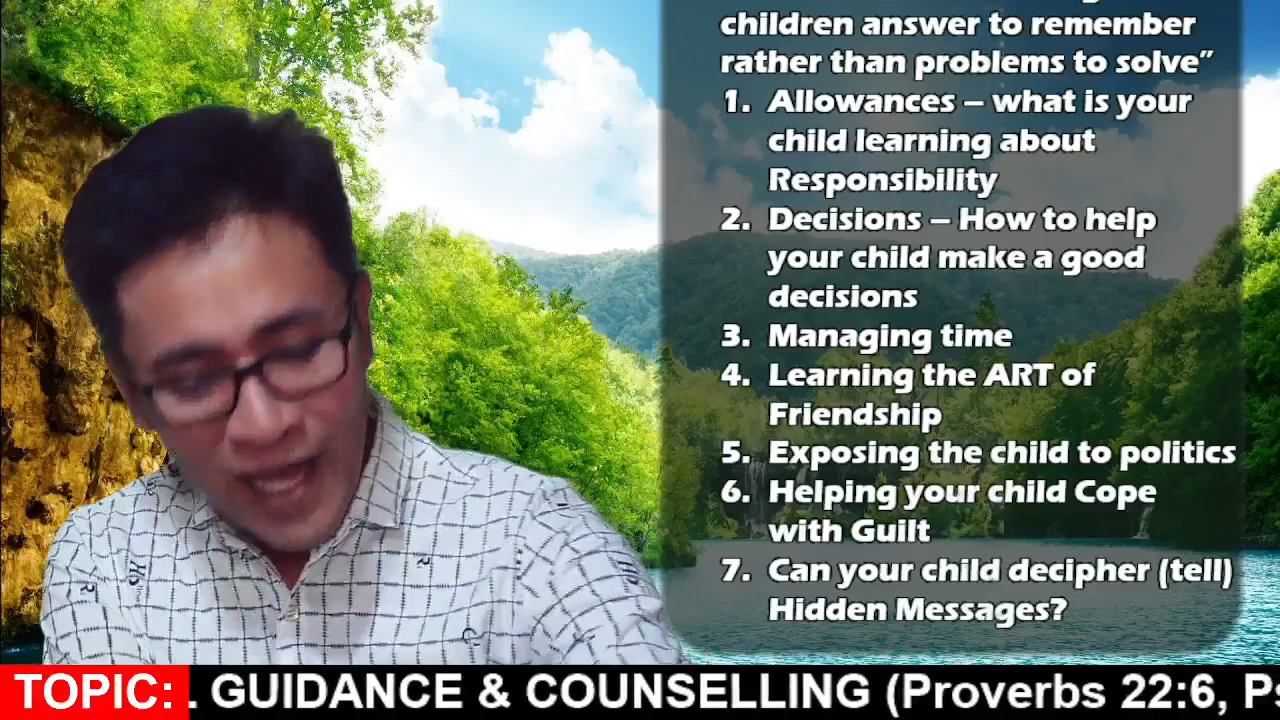 children answer to remember
rather than problems to solve”
1. Allowances – what is your
child learning about
Responsibility
2. Decisions – How to help
your child make a good
decisions
3. Managing time
4. Learning the ART of
Friendship
5. Exposing the child to politics
6. Helping your child Cope
with Guilt
7. Can your child decipher (tell)
Hidden Messages?
TOPIC: . GUIDANCE & COUNSELLING (Proverbs 22:6, Ps